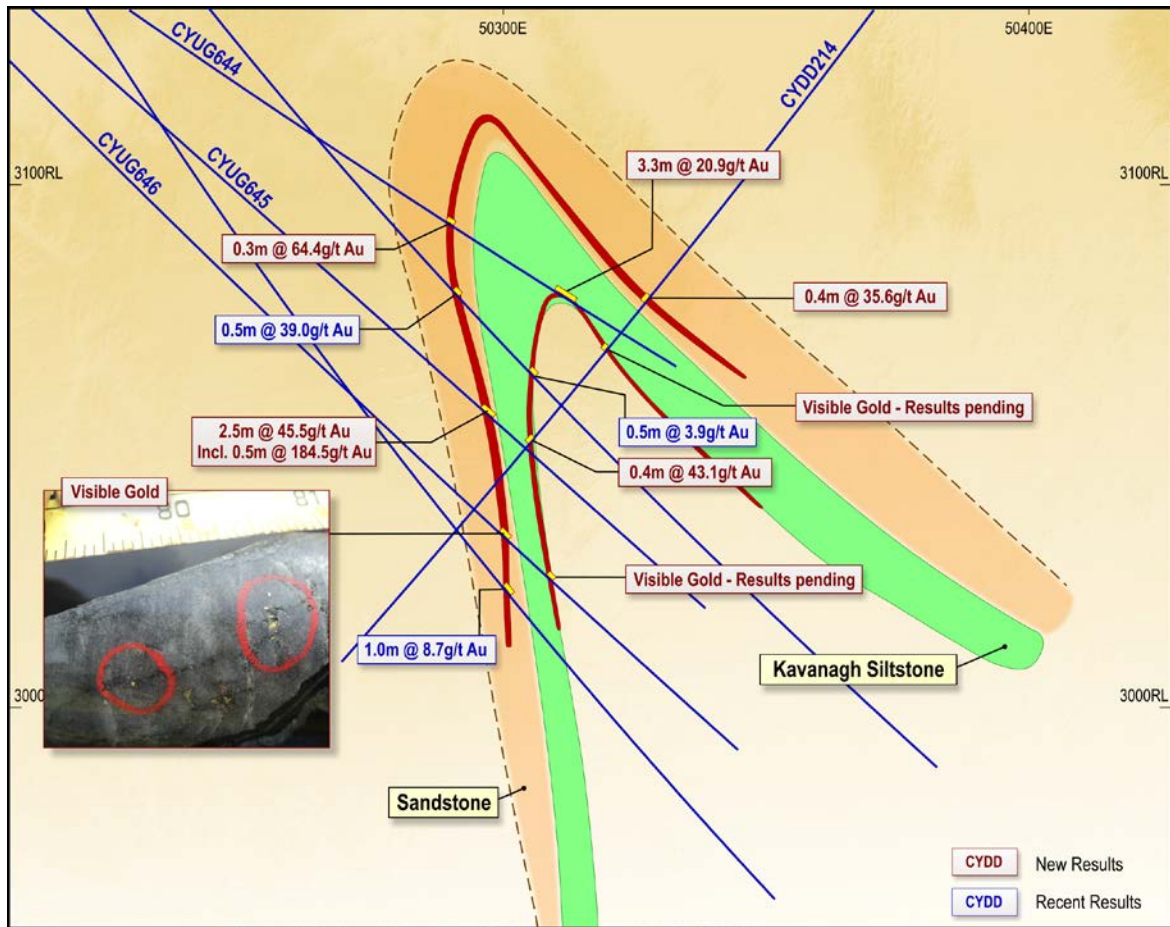 50300E
50400E
CYUG644
CYDD214
CYUG645
CYUG646
3100RL
3100RL
3.3m @ 20.9g/t Au
0.3m @ 64.4g/t Au
0.4m @ 35.6g/t Au
0.5m @ 39.0g/t Au
Visible Gold - Results pending
2.5m @ 45.5g/t Au
Incl. 0.5m @ 184.5g/t Au
0.5m @ 3.9g/t Au
0.4m @ 43.1g/t Au
Visible Gold
80
81
Visible Gold - Results pending
1.0m @ 8.7g/t Au
Kavanagh Siltstone
3000RL
3000RL
Sandstone
CYDD New Results
CYDD Recent Results